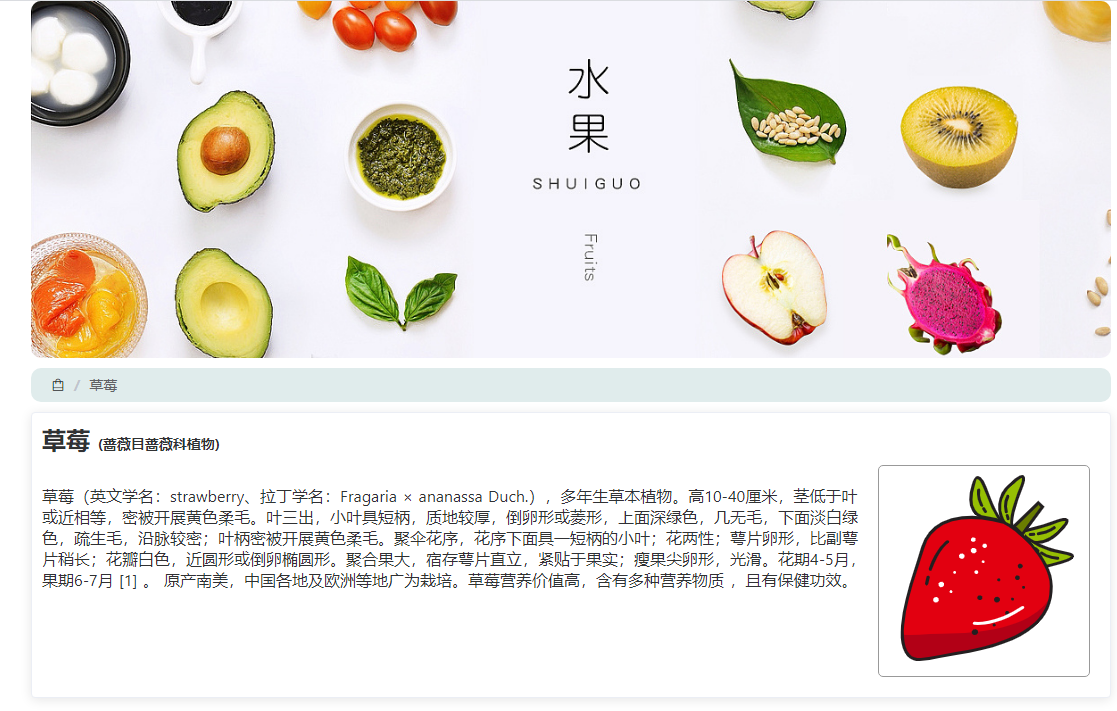 水
果
SHUIGUO
Fruits
/ 草莓
草莓 (蔷薇目蔷薇科植物)
草莓（英文学名：strawberry、拉丁学名：Fragaria × ananassa Duch.），多年生草本植物。高10-40厘米，茎低于叶
或近相等，密被开展黄色柔毛。叶三出，小叶具短柄，质地较厚，倒卵形或菱形，上面深绿色，几无毛，下面淡白绿
色，疏生毛，沿脉较密；叶柄密被开展黄色柔毛。聚伞花序，花序下面具一短柄的小叶；花两性；萼片卵形，比副萼
片稍长；花瓣白色，近圆形或倒卵椭圆形。聚合果大，宿存萼片直立，紧贴于果实；瘦果尖卵形，光滑。花期4-5月，
果期6-7月 [1] 。 原产南美，中国各地及欧洲等地广为栽培。草莓营养价值高，含有多种营养物质 ，且有保健功效。